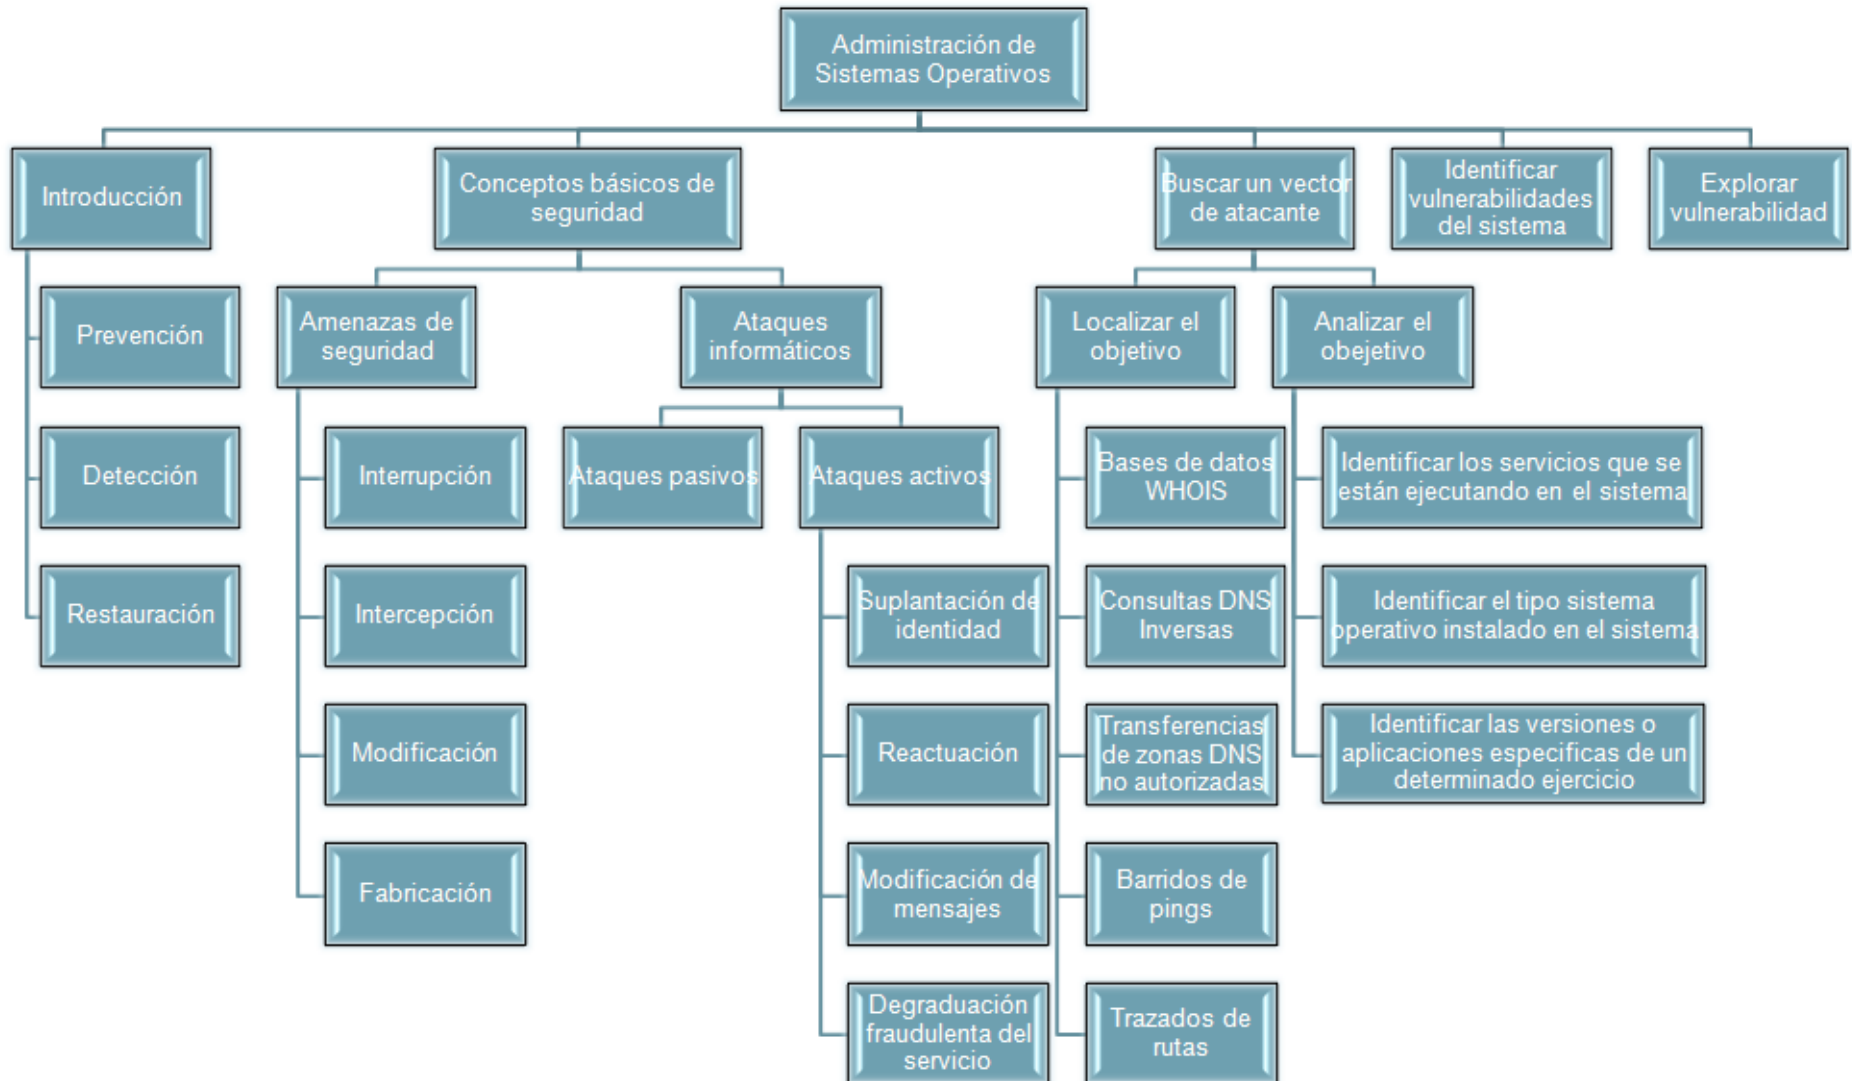 Administración de
Sistemas Operativos
Introducción
Conceptos básicos de
seguridad
Buscar un vector
de atacante
Identificar
vulnerabilidades
del sistema
Explorar
vulnerabilidad
Prevención
Amenazas de
seguridad
Ataques
informáticos
Localizar el
objetivo
Analizar el
obejetivo
Detección
Interrupción
Ataques pasivos
Ataques activos
Bases de datos
WHOIS
Identificar los servicios que se
están ejecutando en el sistema
Restauración
Intercepción
Suplantación de
identidad
Consultas DNS
Inversas
Identificar el tipo sistema
operativo instalado en el sistema
Modificación
Reactuación
Transferencias
de zonas DNS
no autorizadas
Identificar las versiones o
aplicaciones especificas de un
determinado ejercicio
Fabricación
Modificación de
mensajes
Barridos de
pings
Degraduación
fraudulenta del
servicio
Trazados de
rutas